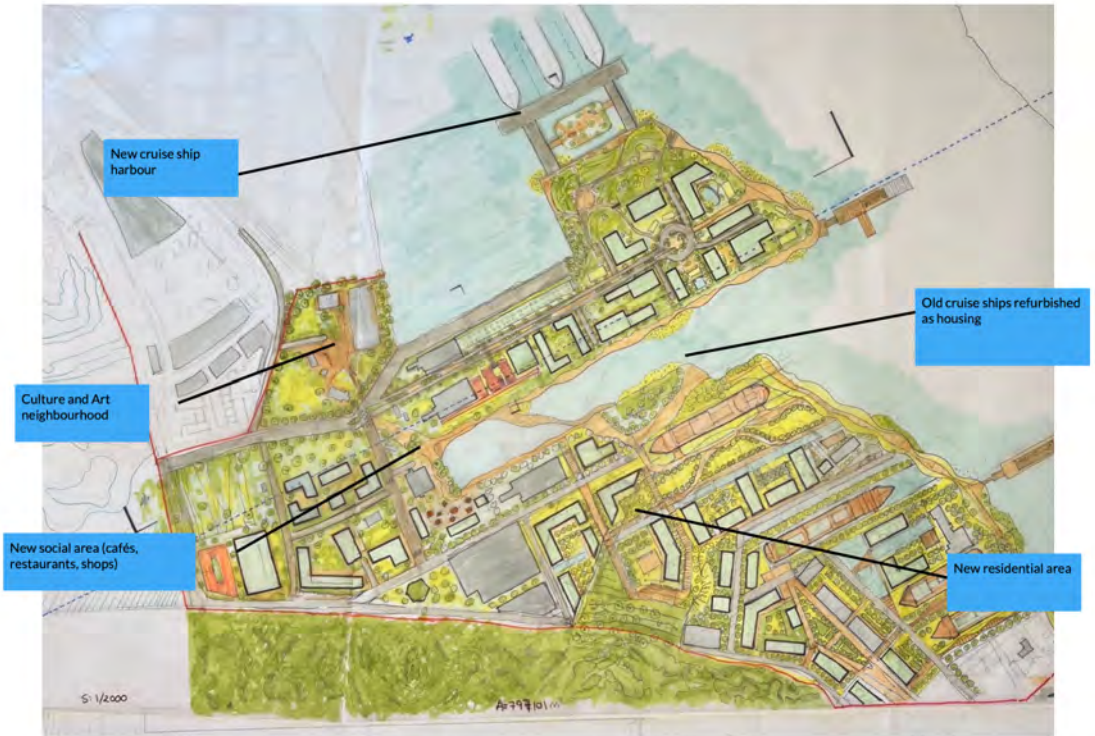 New cruise ship
harbour
Old cruise ships refurbished
as housing
Culture and Art
neighbourhood
New social area (cafés,
restaurants, shops)
New residential area
S: 1/2000